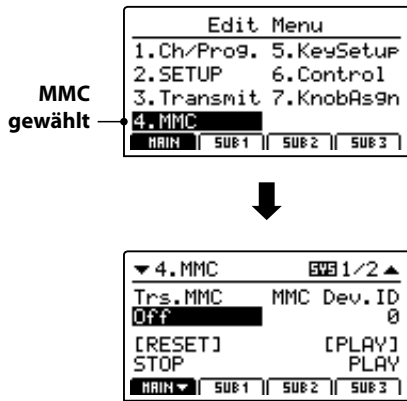 Edit Menu
1.Ch/Prog. 5.KeySetup
2.SETUP 6.Control
3.Transmit 7.KnobAsgn
4.MMC
MAIN SUB1 SUB2 SUB3
MMC
gewählt
▼4.MMC SYS 1/2▲
Trs.MMC MMC Dev.ID
Off 0
[RESET] [PLAY]
STOP PLAY
MAIN▼ SUB1 SUB2 SUB3